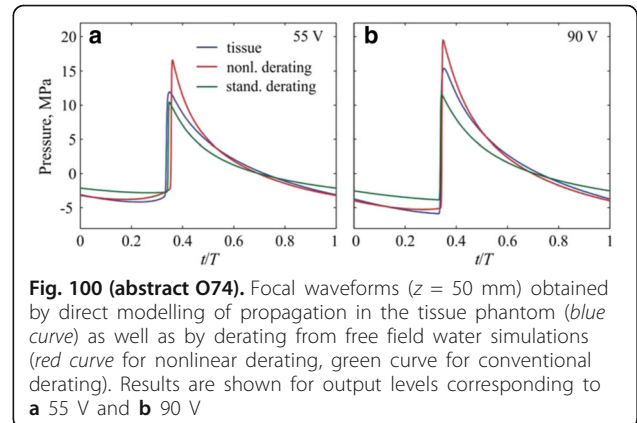 a
55 V
tissue
nonl. derating
stand. derating
b
90 V
Pressure, MPa
20
15
10
5
0
-5
0
0.2
0.4
0.6
0.8
1
t/T
0
0.2
0.4
0.6
0.8
1
t/T
Fig. 100 (abstract O74). Focal waveforms (z = 50 mm) obtained
by direct modelling of propagation in the tissue phantom (blue
curve) as well as by derating from free field water simulations
(red curve for nonlinear derating, green curve for conventional
derating). Results are shown for output levels corresponding to
a 55 V and b 90 V